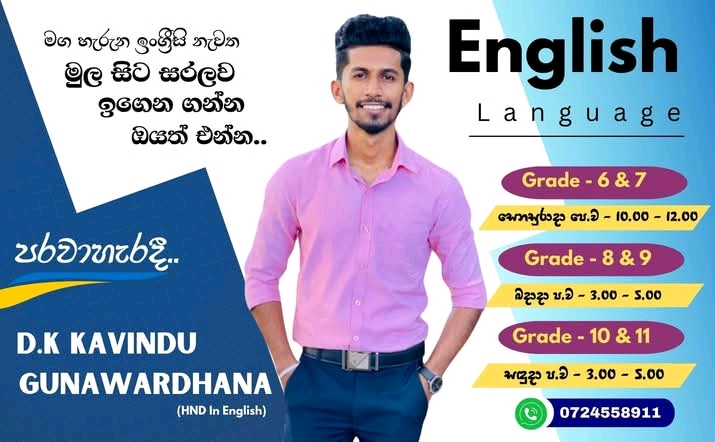 මග හැරුන ඉංග්‍රීසි නැවත
මුල සිට සරලව
ඉගෙන ගන්න
ඔයත් එන්න..
English
Language
Grade - 6 & 7
සෙනසුරාදා පෙ.ව - 10.00 - 12.00
Grade - 8 & 9
බදාදා ප.ව - 3.00 - 5.00
Grade - 10 & 11
සඳුදා ප.ව - 3.00 - 5.00
0724558911
පරවාහැරදී..
D.K KAVINDU
GUNAWARDHANA
(HND In English)